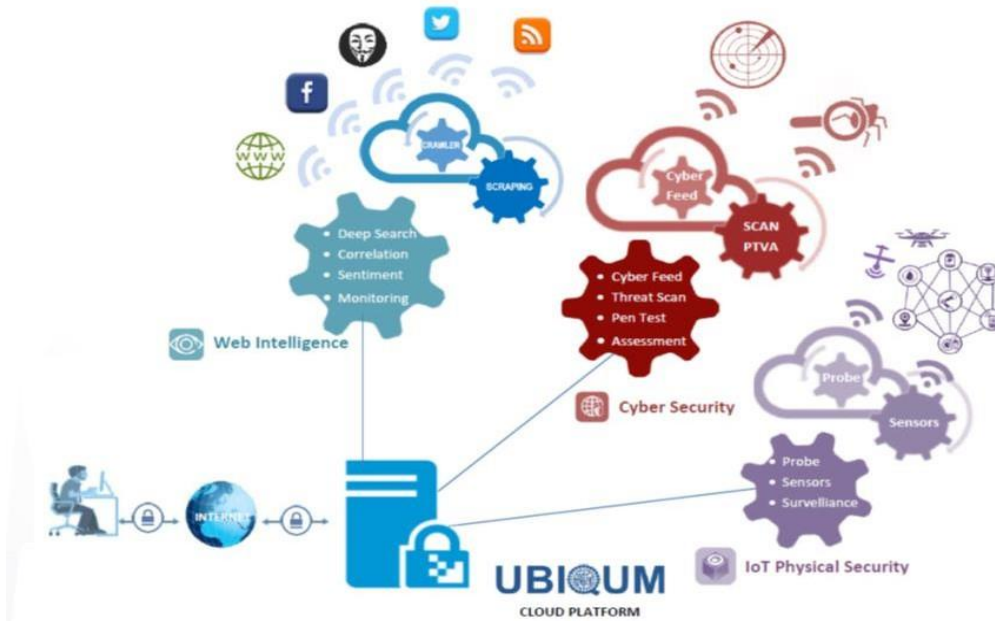 WWW
f
CRAWLER
SCRAPING
• Deep Search
• Correlation
• Sentiment
• Monitoring
Web Intelligence
Cyber
Feed
SCAN
PTVA
• Cyber Feed
• Threat Scan
• Pen Test
• Assessment
Cyber Security
Probe
Sensors
• Probe
• Sensors
• Survelliance
IoT Physical Security
INTERNET
UBIQUM
CLOUD PLATFORM